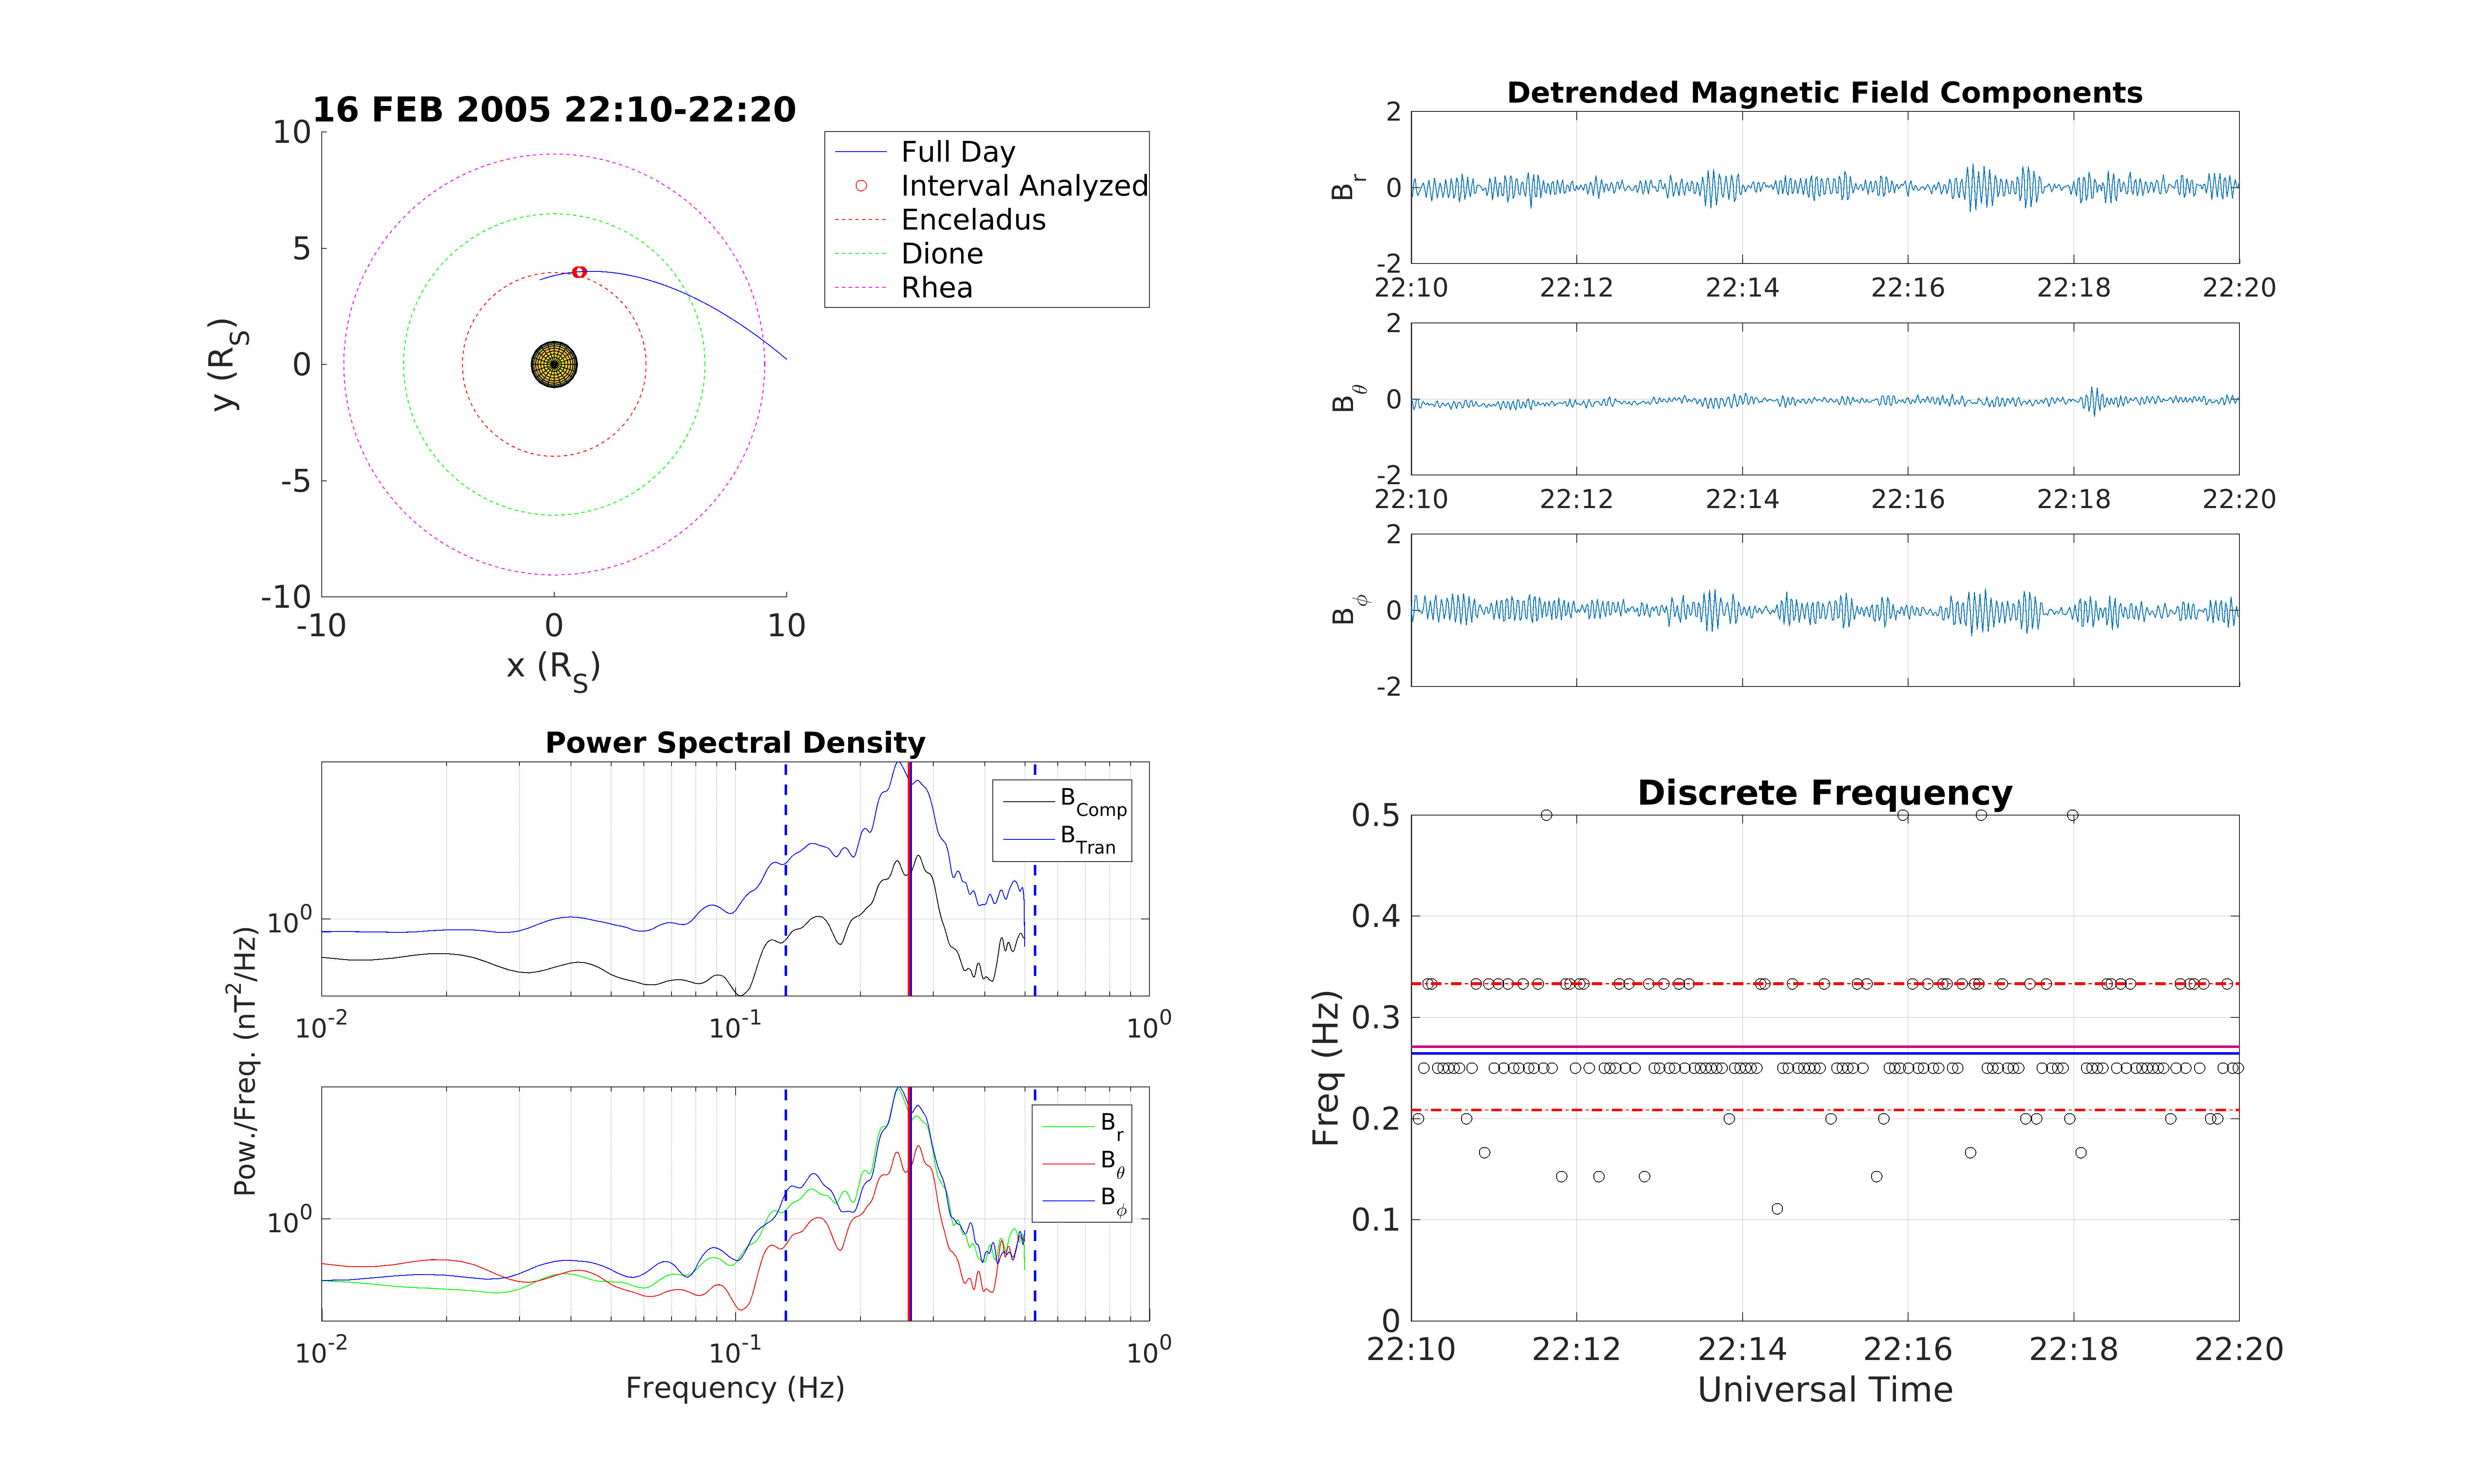 16 FEB 2005 22:10-22:20
10
5
0
-5
-10
-10 0 10
y (R_S)
x (R_S)
Full Day
Interval Analyzed
Enceladus
Dione
Rhea
Detrended Magnetic Field Components
2
0
-2
B_r
22:10 22:12 22:14 22:16 22:18 22:20
2
0
-2
B_θ
22:10 22:12 22:14 22:16 22:18 22:20
2
0
-2
B_ϕ
Power Spectral Density
10^0
B_Comp
B_Tran
10^-2 10^-1 10^0
Pow./Freq. (nT^2/Hz)
10^0
B_r
B_θ
B_ϕ
10^-2 10^-1 10^0
Frequency (Hz)
Discrete Frequency
0.5
0.4
0.3
0.2
0.1
0
Freq (Hz)
22:10 22:12 22:14 22:16 22:18 22:20
Universal Time